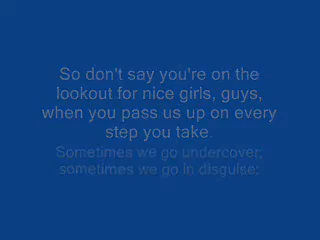 So don't say you're on the
lookout for nice girls, guys,
when you pass us up on every
step you take.
Sometimes we go undercover;
sometimes we go in disguise;